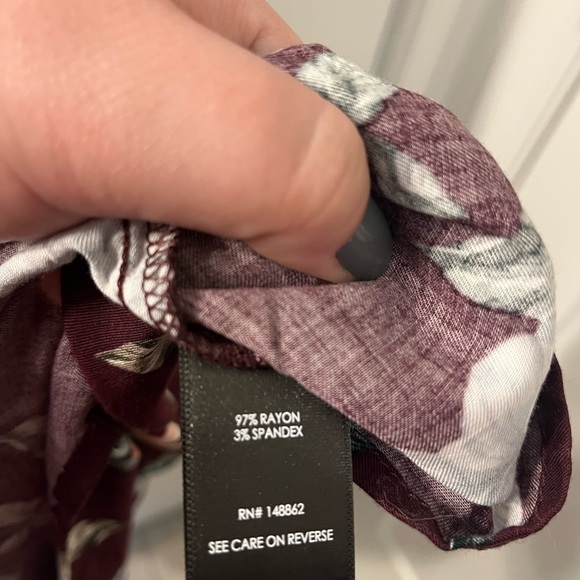 97% RAYON
3% SPANDEX
RN# 148862
SEE CARE ON REVERSE